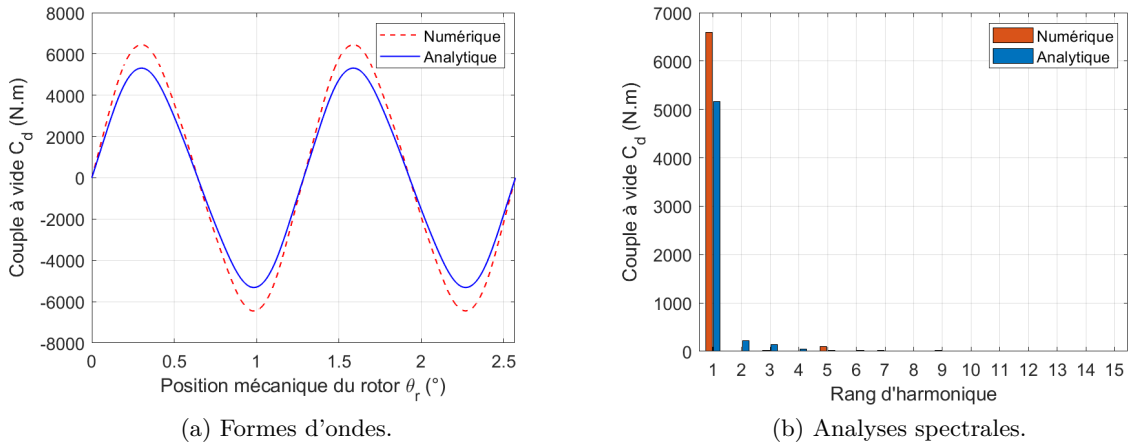 8000
6000
4000
2000
0
-2000
-4000
-6000
-8000
Couple à vide C_d (N.m)
Numérique
Analytique
0 0.5 1 1.5 2 2.5
Position mécanique du rotor θ_r (°)
(a) Formes d'ondes.
7000
6000
5000
4000
3000
2000
1000
0
Couple à vide C_d (N.m)
Numérique
Analytique
1 2 3 4 5 6 7 8 9 10 11 12 13 14 15
Rang d'harmonique
(b) Analyses spectrales.